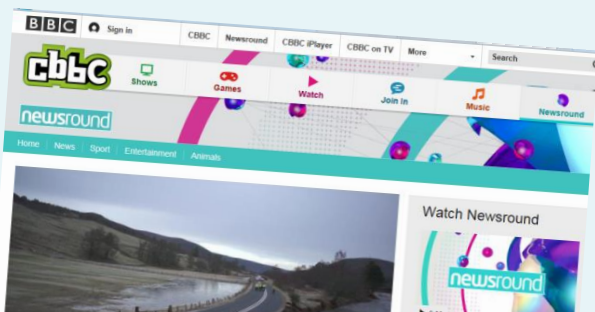 BBC Sign in CBBC Newsround CBBC iPlayer CBBC on TV More Search
cbbc Shows Games Watch Join In Music Newsround
newsround
Home News Sport Entertainment Animals
Watch Newsround
newsround